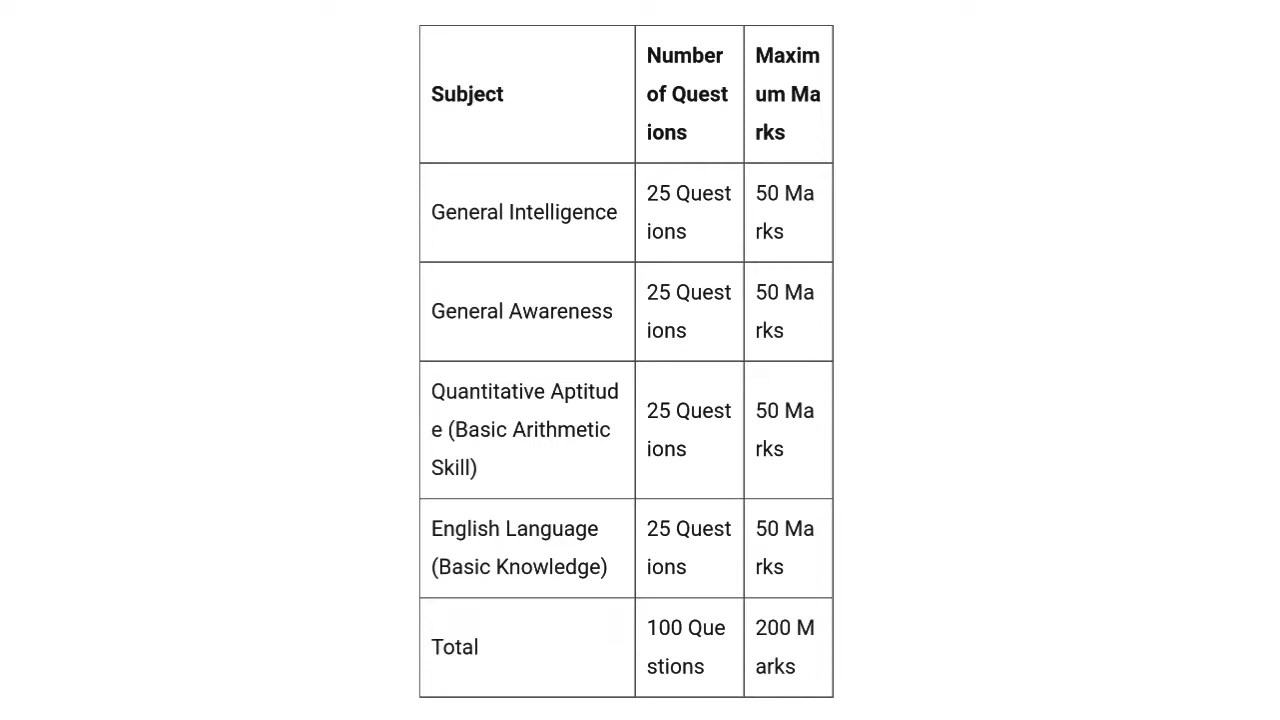 Subject
Number
of Quest
ions
Maxim
um Ma
rks
General Intelligence
25 Quest
ions
50 Ma
rks
General Awareness
25 Quest
ions
50 Ma
rks
Quantitative Aptitud
e (Basic Arithmetic
Skill)
25 Quest
ions
50 Ma
rks
English Language
(Basic Knowledge)
25 Quest
ions
50 Ma
rks
Total
100 Que
stions
200 M
arks